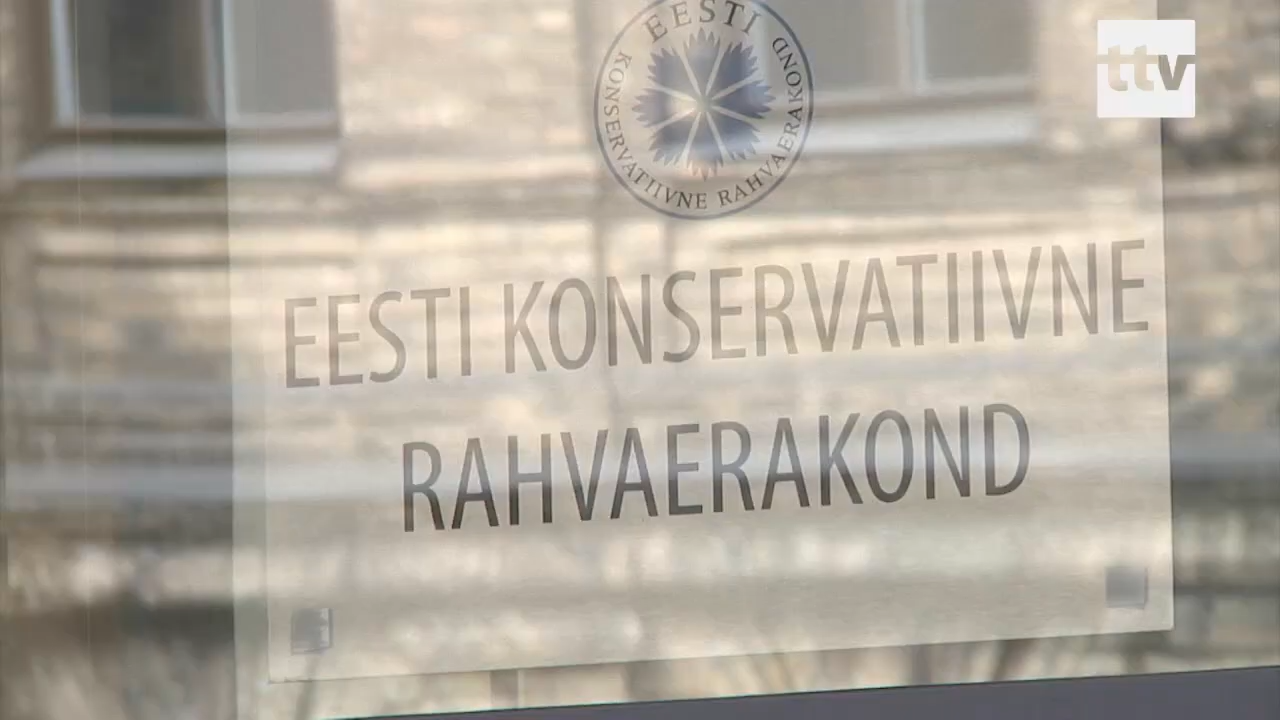 EESTI
KONSERVATIIVNE RAHVAERAKOND
ttv
EESTI KONSERVATIIVNE
RAHVAERAKOND